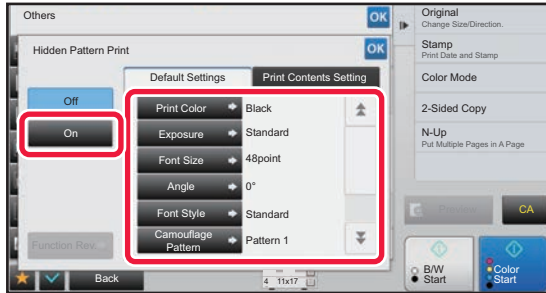 Others
OK
Hidden Pattern Print
OK
Default Settings
Print Contents Setting
Off
On
Print Color
Black
Exposure
Standard
Font Size
48point
Angle
0°
Font Style
Standard
Camouflage
Pattern
Pattern 1
Function Rev.
Back
4 11x17
Original
Change Size/Direction.
Stamp
Print Date and Stamp
Color Mode
2-Sided Copy
N-Up
Put Multiple Pages in A Page
Preview
CA
B/W
Start
Color
Start